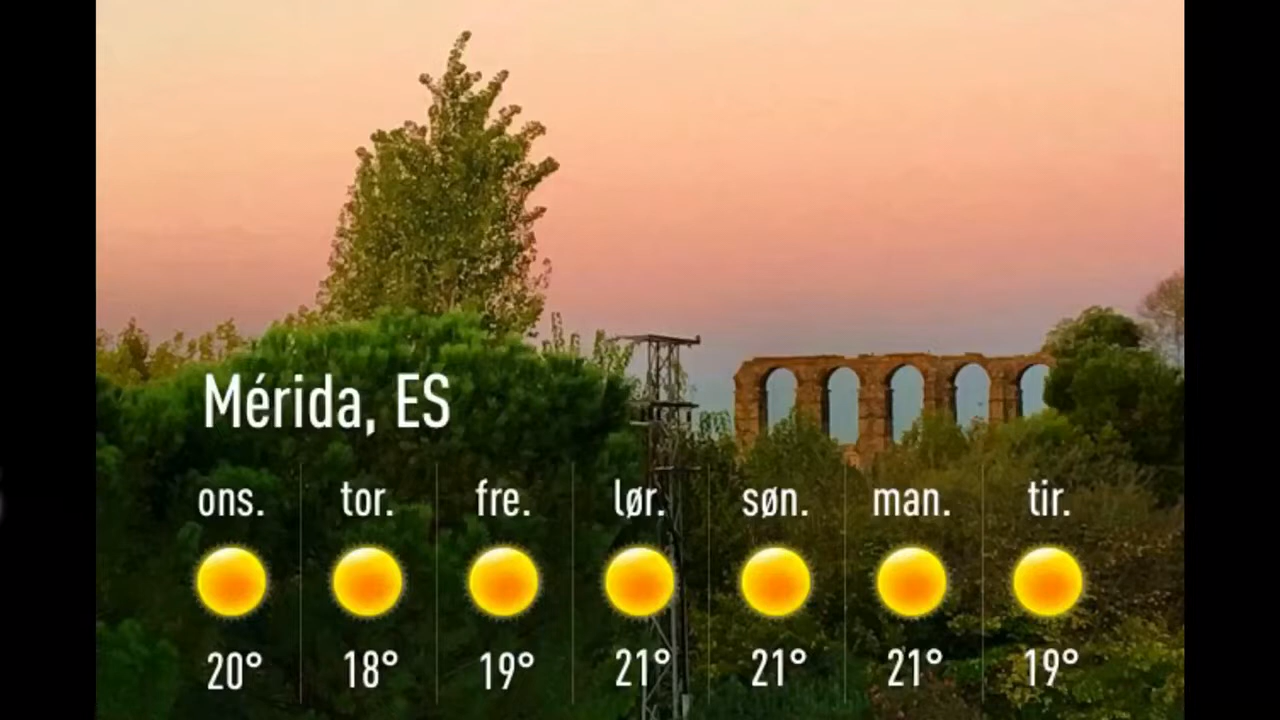 Mérida, ES
ons. tor. fre. lør. søn. man. tir.
20° 18° 19° 21° 21° 21° 19°